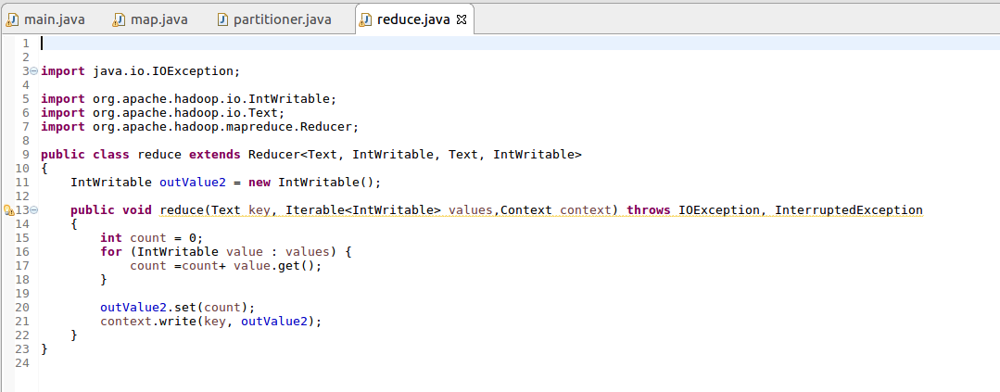 main.java map.java partitioner.java reduce.java
1
2
3 import java.io.IOException;
4
5 import org.apache.hadoop.io.IntWritable;
6 import org.apache.hadoop.io.Text;
7 import org.apache.hadoop.mapreduce.Reducer;
8
9 public class reduce extends Reducer<Text, IntWritable, Text, IntWritable>
10 {
11     IntWritable outValue2 = new IntWritable();
12
13     public void reduce(Text key, Iterable<IntWritable> values,Context context) throws IOException, InterruptedException
14     {
15         int count = 0;
16         for (IntWritable value : values) {
17             count =count+ value.get();
18         }
19
20         outValue2.set(count);
21         context.write(key, outValue2);
22     }
23 }
24